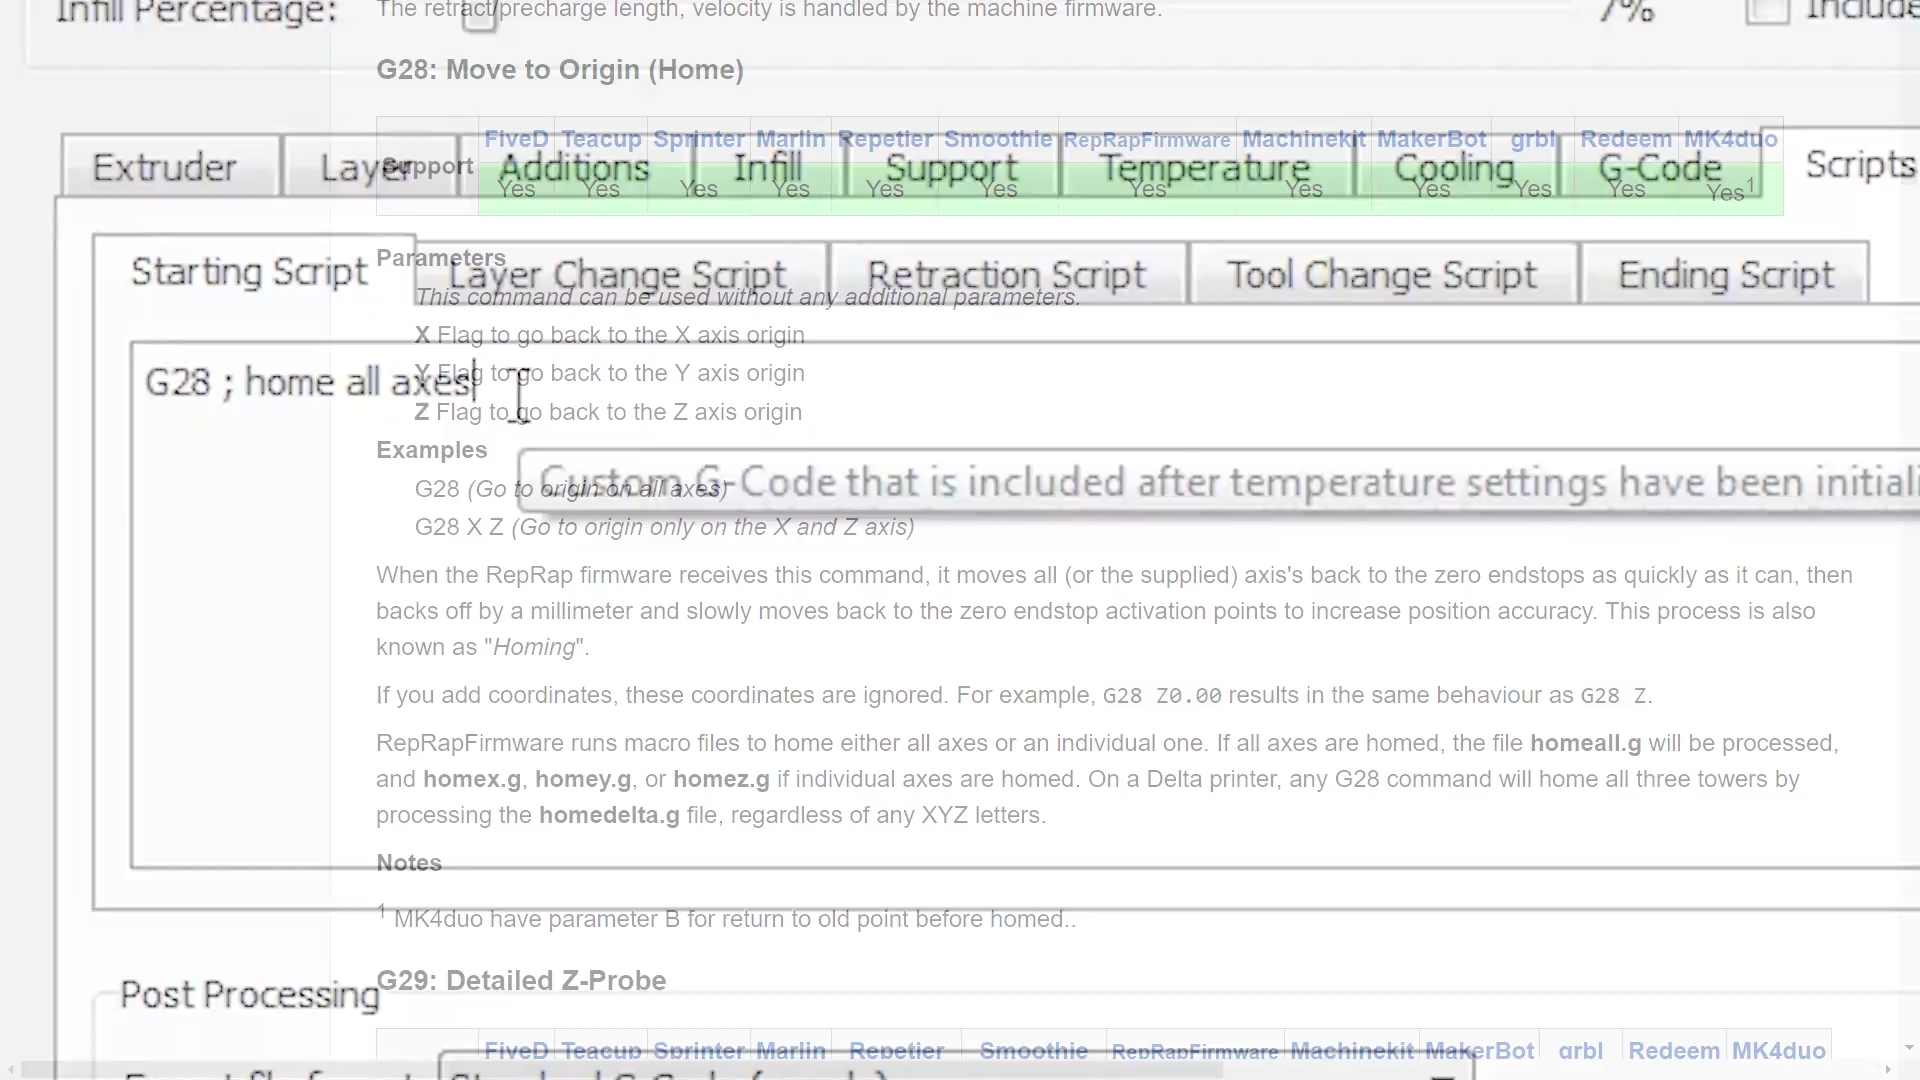 Infill Percentage:
7%
Include
Extruder
Layer
Additions
Infill
Support
Temperature
Cooling
G-Code
Scripts
Starting Script
Layer Change Script
Retraction Script
Tool Change Script
Ending Script
G28 ; home all axes
Custom G-Code that is included after temperature settings have been initiali
Post Processing
Standard G-Code
The retract/precharge length, velocity is handled by the machine firmware.
G28: Move to Origin (Home)
FiveD Teacup Sprinter Marlin Repetier Smoothie RepRapFirmware Machinekit MakerBot grbl Redeem MK4duo
Support Yes Yes Yes Yes Yes Yes Yes Yes Yes Yes Yes Yes1
Parameters
This command can be used without any additional parameters.
X Flag to go back to the X axis origin
Y Flag to go back to the Y axis origin
Z Flag to go back to the Z axis origin
Examples
G28 (Go to origin on all axes)
G28 X Z (Go to origin only on the X and Z axis)
When the RepRap firmware receives this command, it moves all (or the supplied) axis's back to the zero endstops as quickly as it can, then
backs off by a millimeter and slowly moves back to the zero endstop activation points to increase position accuracy. This process is also
known as "Homing".
If you add coordinates, these coordinates are ignored. For example, G28 Z0.00 results in the same behaviour as G28 Z.
RepRapFirmware runs macro files to home either all axes or an individual one. If all axes are homed, the file homeall.g will be processed,
and homex.g, homey.g, or homez.g if individual axes are homed. On a Delta printer, any G28 command will home all three towers by
processing the homedelta.g file, regardless of any XYZ letters.
Notes
1 MK4duo have parameter B for return to old point before homed..
G29: Detailed Z-Probe
FiveD Teacup Sprinter Marlin Repetier Smoothie RepRapFirmware Machinekit MakerBot grbl Redeem MK4duo